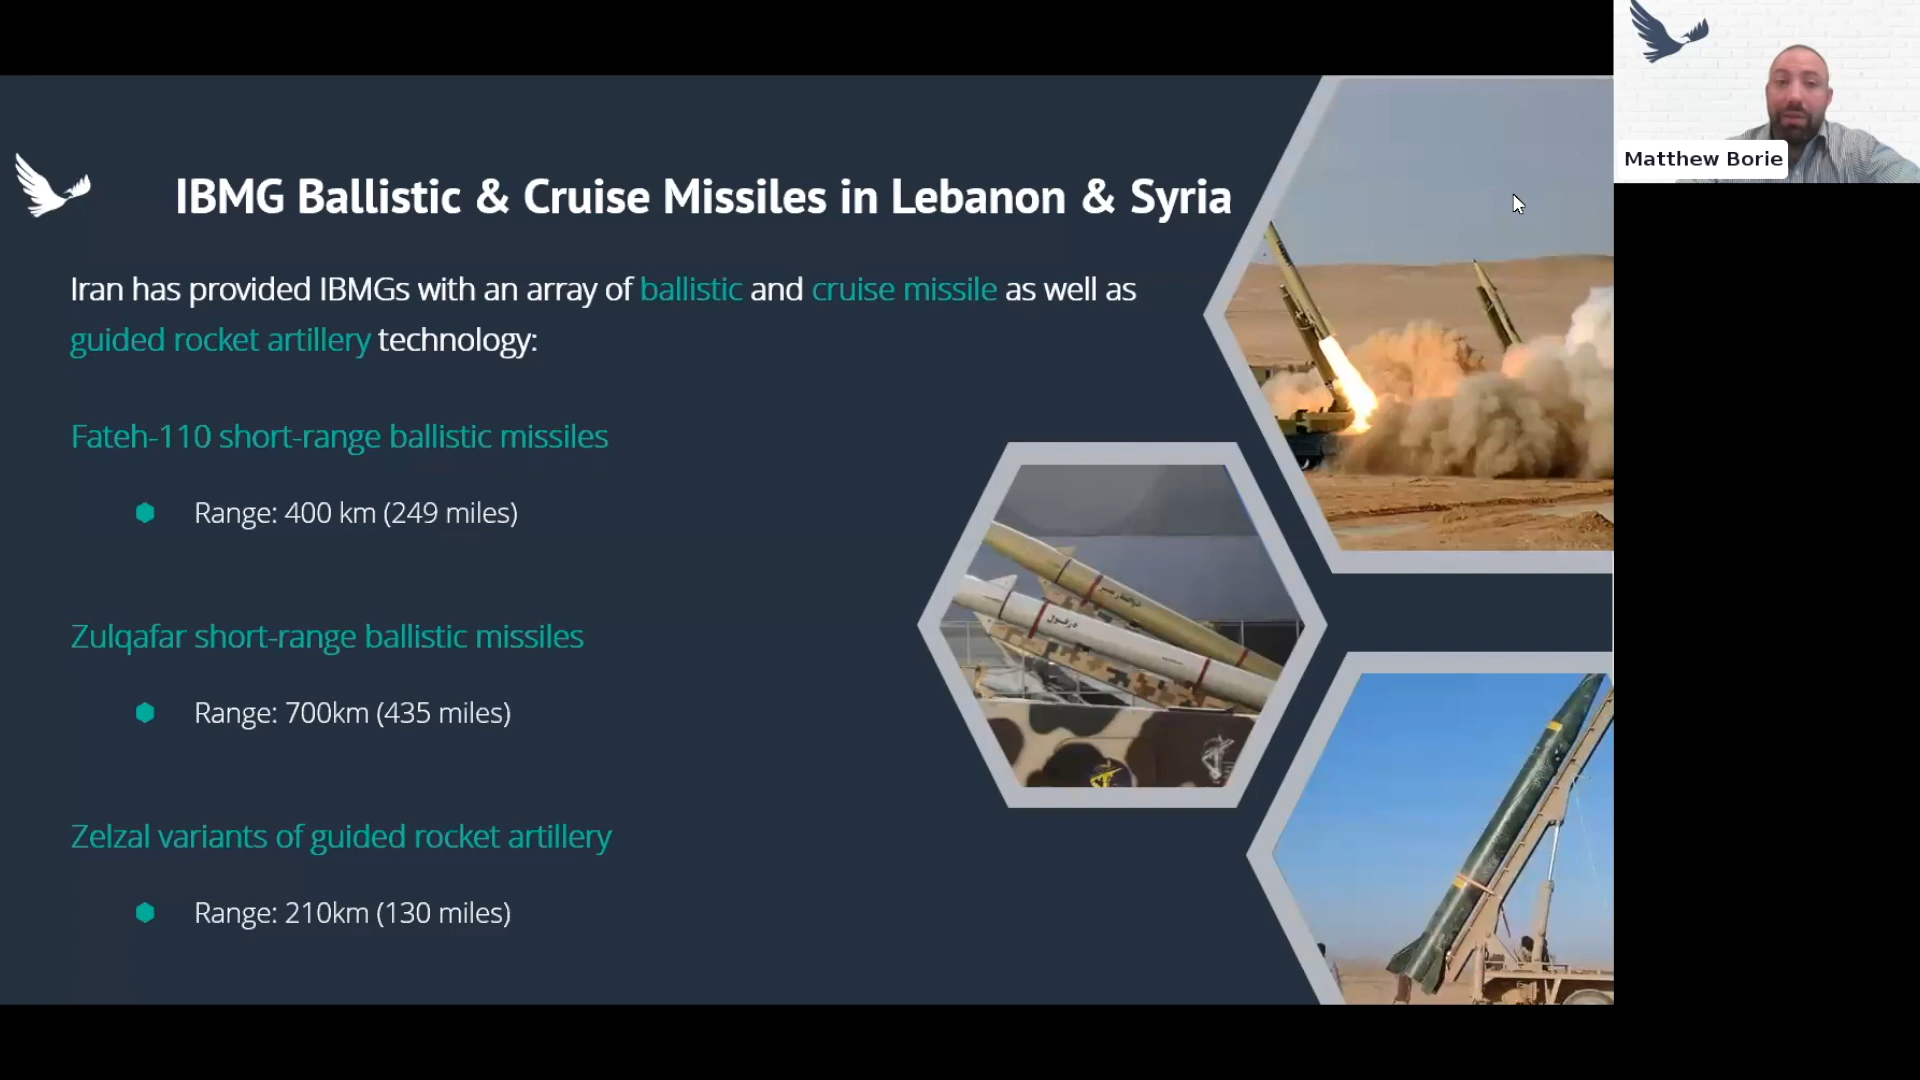 Matthew Borie
IBMG Ballistic & Cruise Missiles in Lebanon & Syria
Iran has provided IBMGs with an array of ballistic and cruise missile as well as
guided rocket artillery technology:
Fateh-110 short-range ballistic missiles
Range: 400 km (249 miles)
Zulqafar short-range ballistic missiles
Range: 700km (435 miles)
Zelzal variants of guided rocket artillery
Range: 210km (130 miles)
دزفول